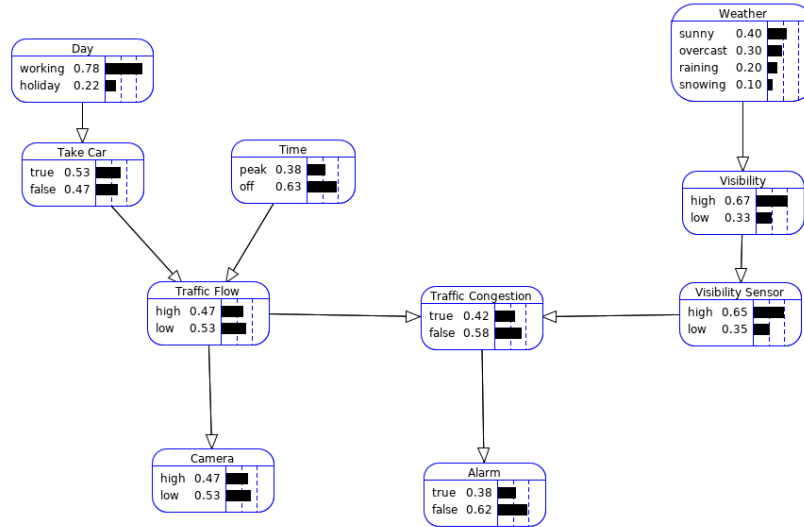 Weather
sunny 0.40
overcast 0.30
raining 0.20
snowing 0.10
Day
working 0.78
holiday 0.22
Take Car
true 0.53
false 0.47
Time
peak 0.38
off 0.63
Visibility
high 0.67
low 0.33
Traffic Flow
high 0.47
low 0.53
Traffic Congestion
true 0.42
false 0.58
Visibility Sensor
high 0.65
low 0.35
Camera
high 0.47
low 0.53
Alarm
true 0.38
false 0.62